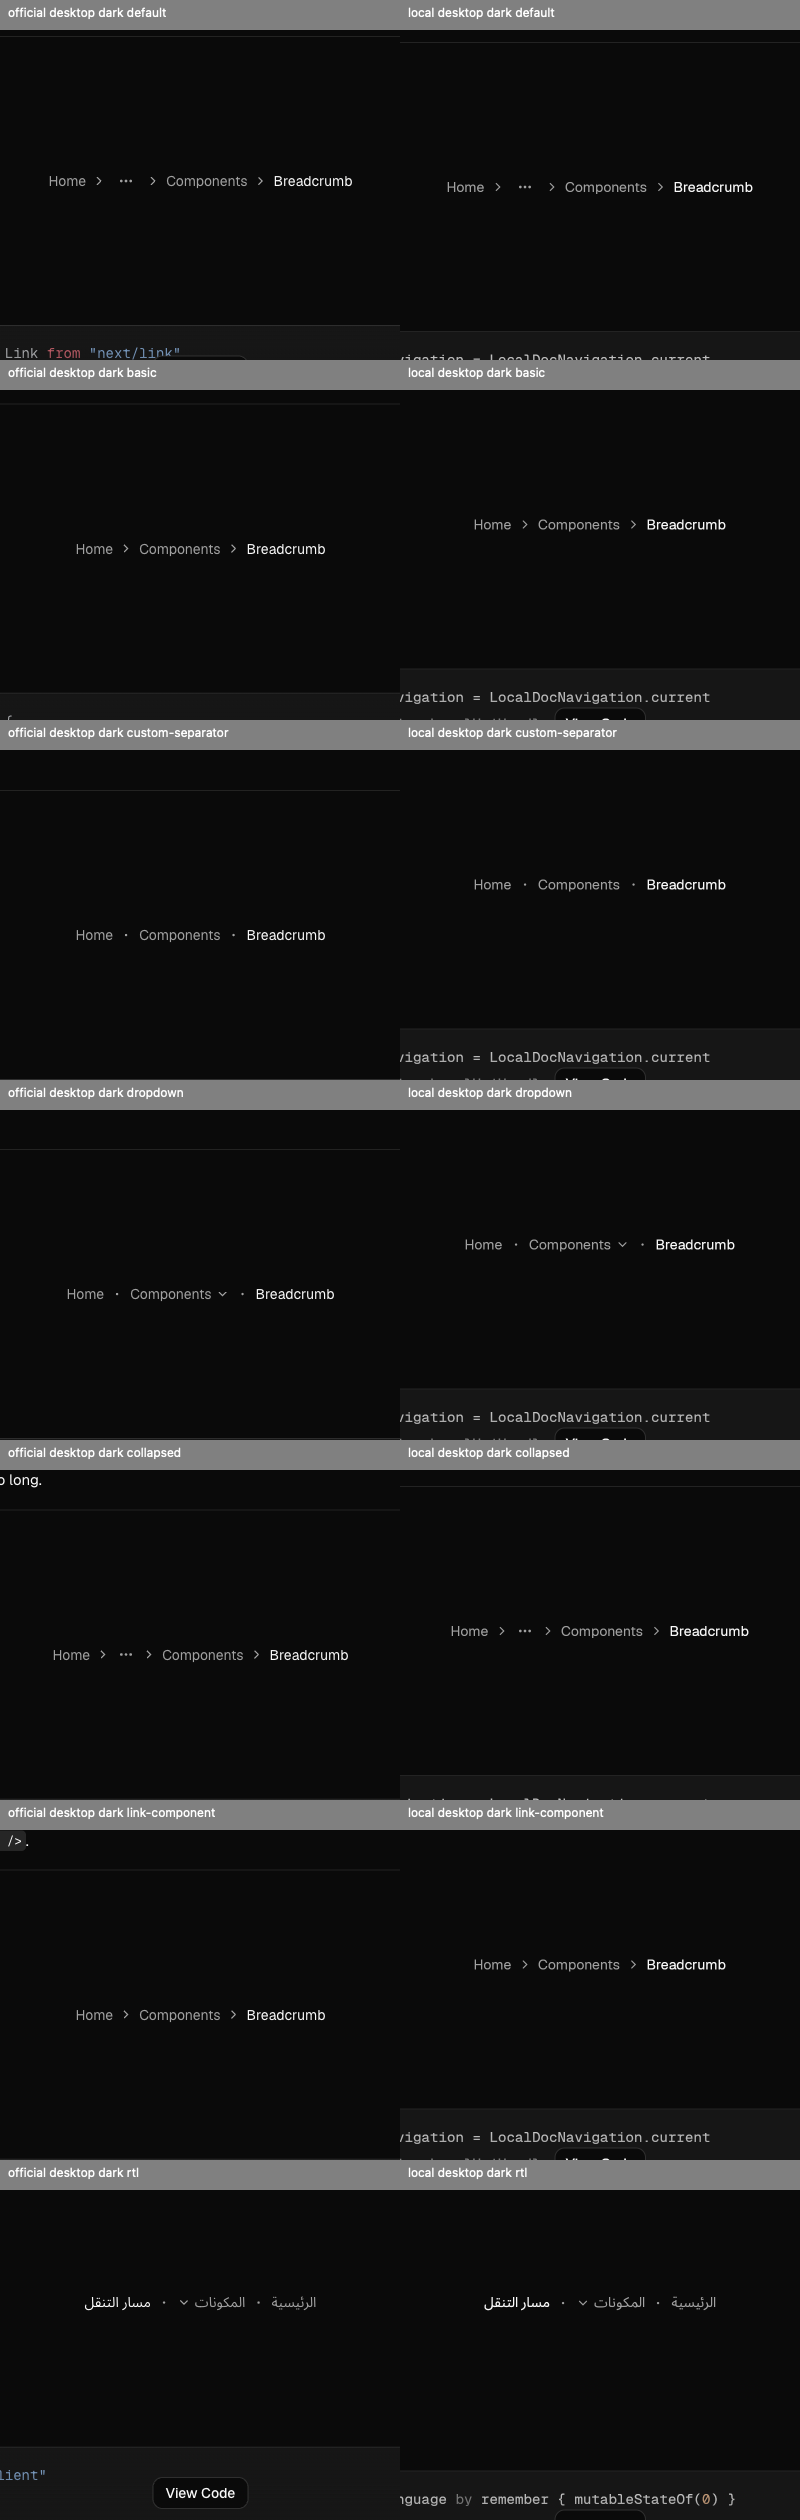 official desktop dark default
local desktop dark default
Home > ••• > Components > Breadcrumb
Home > ••• > Components > Breadcrumb
Link from "next/link"
vigation = LocalDocNavigation.current
official desktop dark basic
local desktop dark basic
Home > Components > Breadcrumb
Home > Components > Breadcrumb
vigation = LocalDocNavigation.current
official desktop dark custom-separator
local desktop dark custom-separator
Home • Components • Breadcrumb
Home • Components • Breadcrumb
vigation = LocalDocNavigation.current
official desktop dark dropdown
local desktop dark dropdown
Home • Components • Breadcrumb
Home • Components • Breadcrumb
vigation = LocalDocNavigation.current
official desktop dark collapsed
local desktop dark collapsed
o long.
Home > ••• > Components > Breadcrumb
Home > ••• > Components > Breadcrumb
official desktop dark link-component
local desktop dark link-component
/>.
Home > Components > Breadcrumb
Home > Components > Breadcrumb
vigation = LocalDocNavigation.current
official desktop dark rtl
local desktop dark rtl
الرئيسية • المكونات • مسار التنقل
الرئيسية • المكونات • مسار التنقل
lient"
View Code
nguage by remember { mutableStateOf(0) }